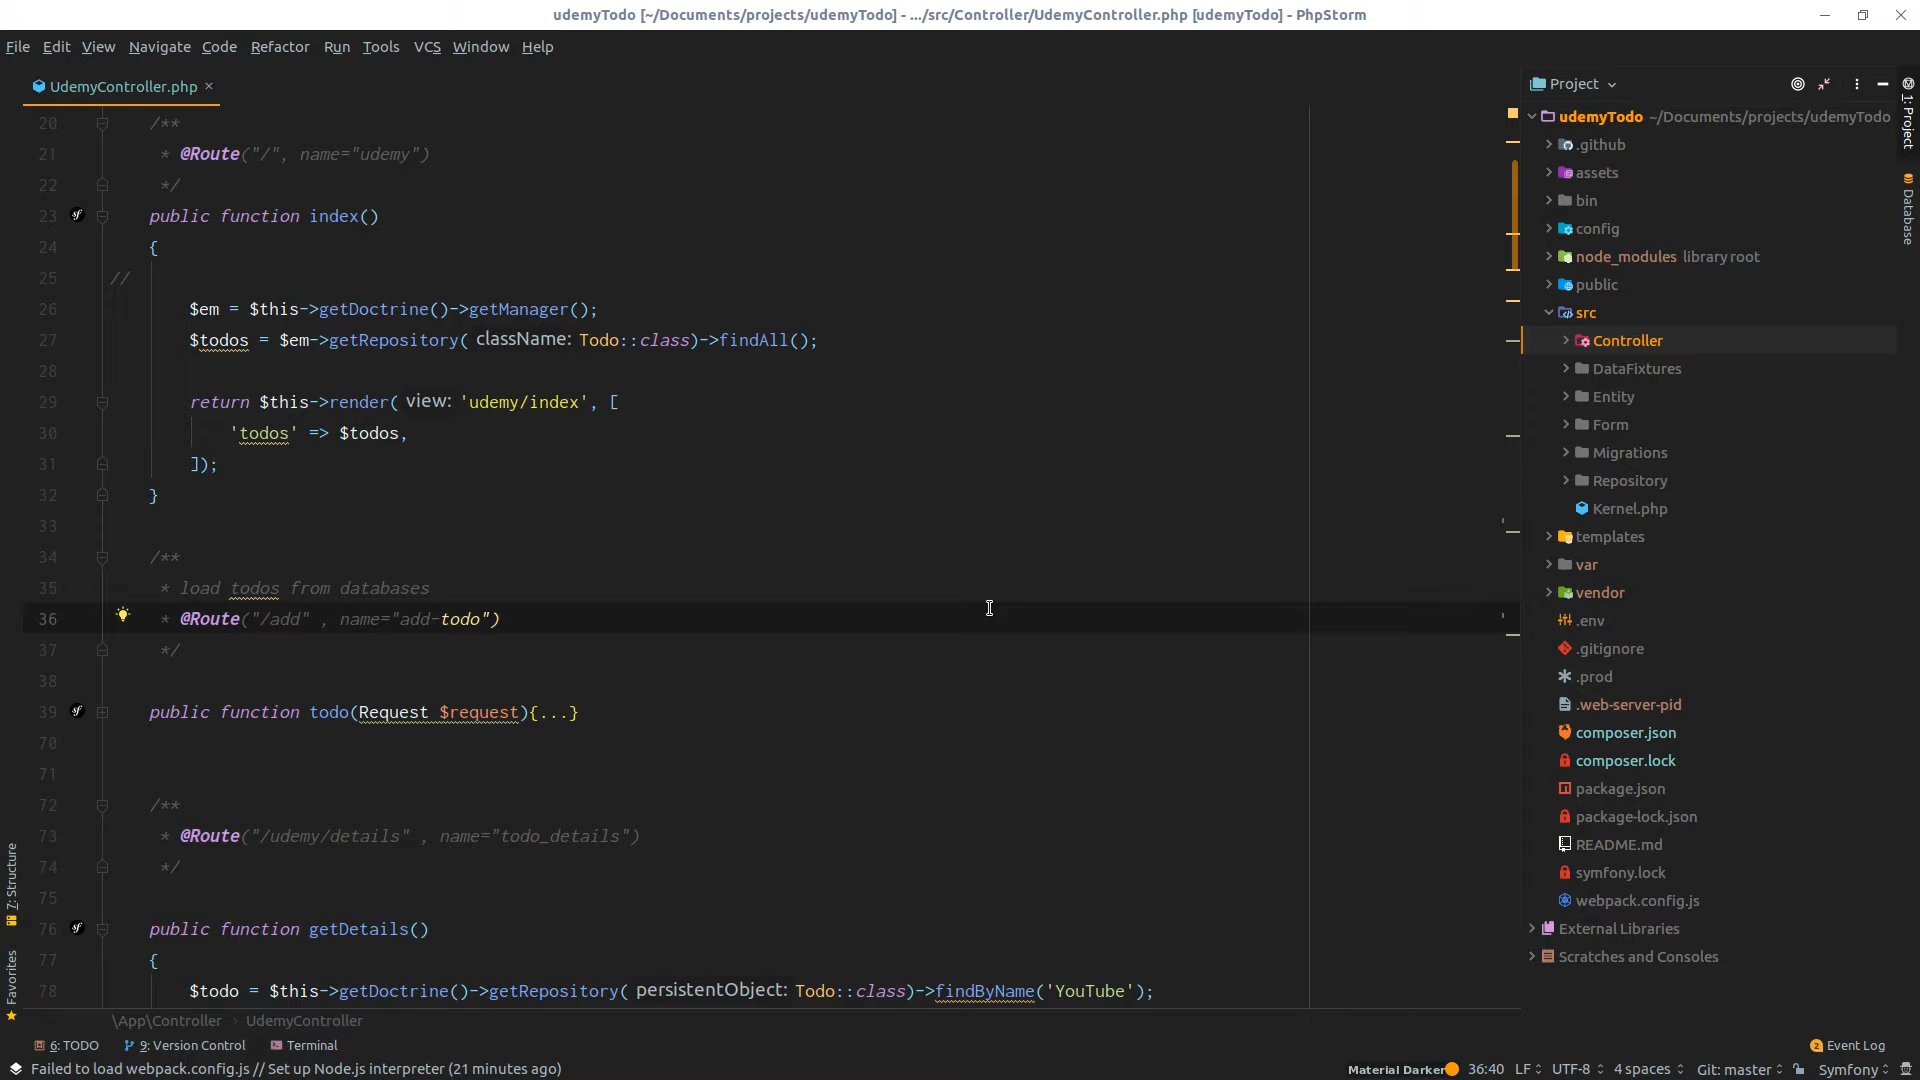 udemyTodo [~/Documents/projects/udemyTodo] - .../src/Controller/UdemyController.php [udemyTodo] - PhpStorm
File Edit View Navigate Code Refactor Run Tools VCS Window Help
UdemyController.php
20 /**
21 * @Route("/", name="udemy")
22 */
23 public function index()
24 {
25 //
26 $em = $this->getDoctrine()->getManager();
27 $todos = $em->getRepository( className: Todo::class)->findAll();
28
29 return $this->render( view: 'udemy/index', [
30 'todos' => $todos,
31 ]);
32 }
33
34 /**
35 * load todos from databases
36 * @Route("/add" , name="add-todo")
37 */
38
39 public function todo(Request $request){...}
70
71
72 /**
73 * @Route("/udemy/details" , name="todo_details")
74 */
75
76 public function getDetails()
77 {
78 $todo = $this->getDoctrine()->getRepository( persistentObject: Todo::class)->findByName('YouTube');
\App\Controller › UdemyController
Project
udemyTodo ~/Documents/projects/udemyTodo
.github
assets
bin
config
node_modules library root
public
src
Controller
DataFixtures
Entity
Form
Migrations
Repository
Kernel.php
templates
var
vendor
.env
.gitignore
.prod
.web-server-pid
composer.json
composer.lock
package.json
package-lock.json
README.md
symfony.lock
webpack.config.js
External Libraries
Scratches and Consoles
1: Project
Database
7: Structure
Favorites
6: TODO 9: Version Control Terminal
2 Event Log
Failed to load webpack.config.js // Set up Node.js interpreter (21 minutes ago)
Material Darker 36:40 LF UTF-8 4 spaces Git: master Symfony